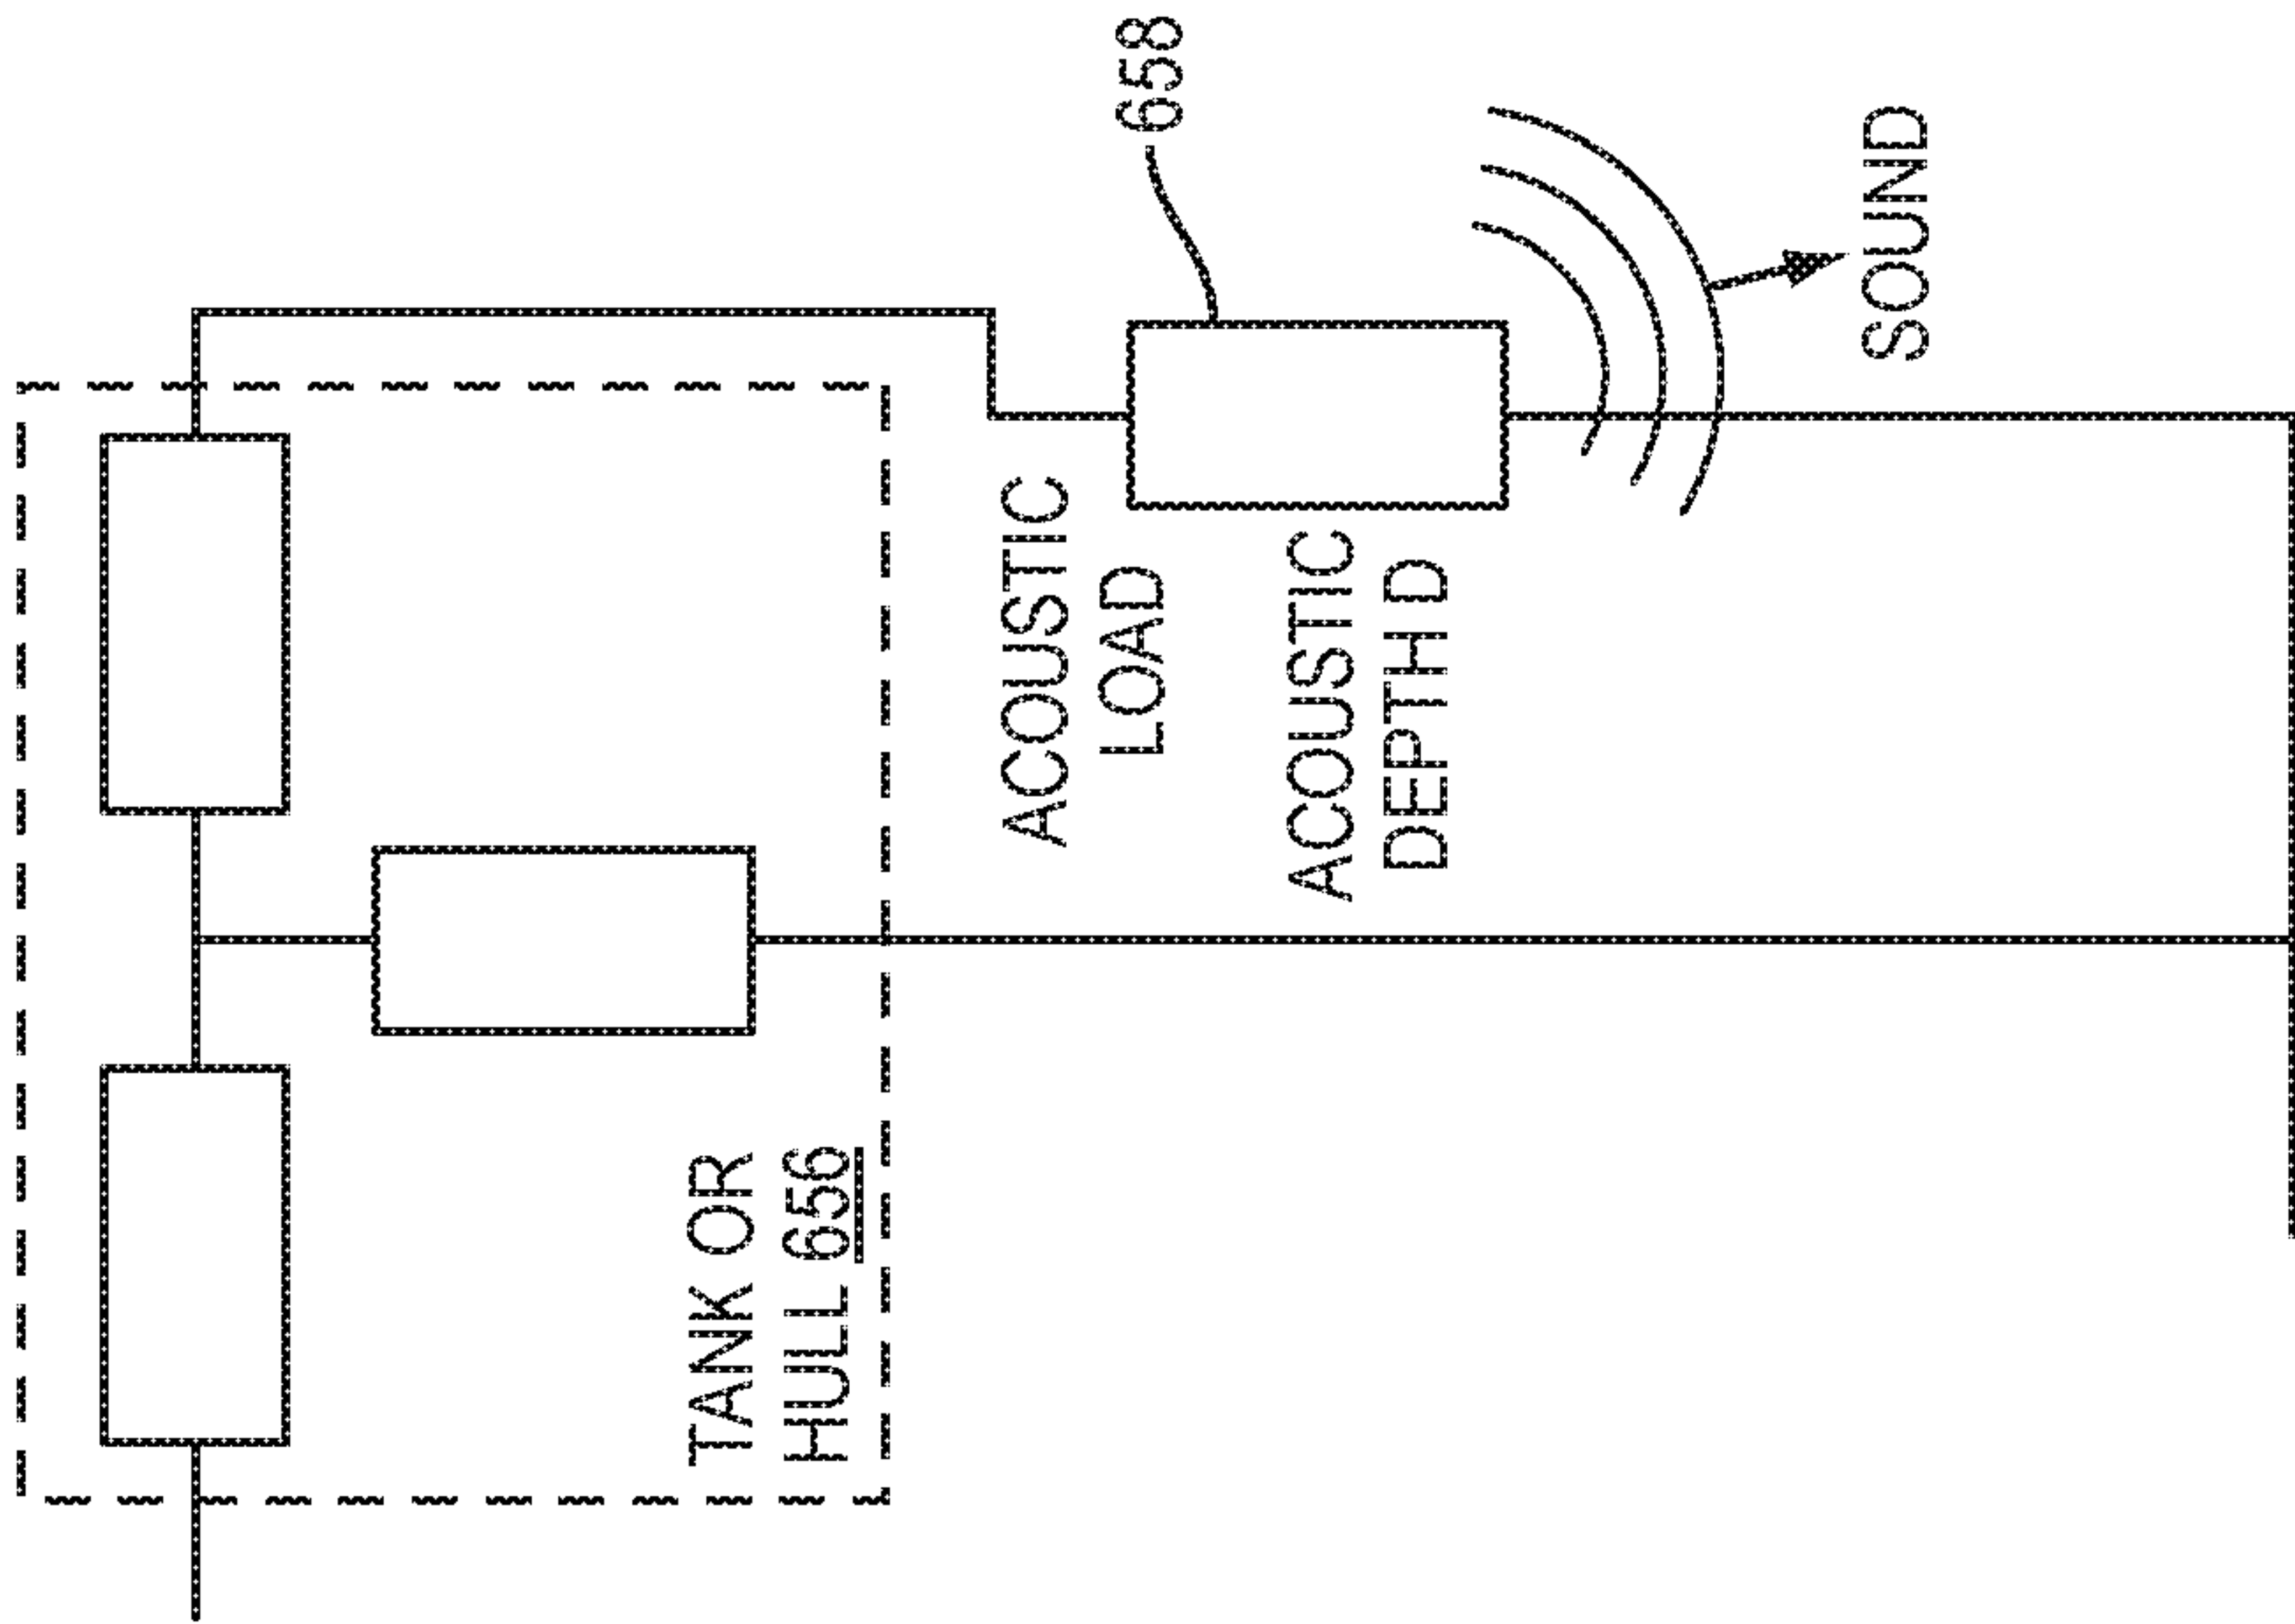 TANK OR
HULL 656
ACOUSTIC
LOAD
ACOUSTIC
DEPTH D
658
SOUND